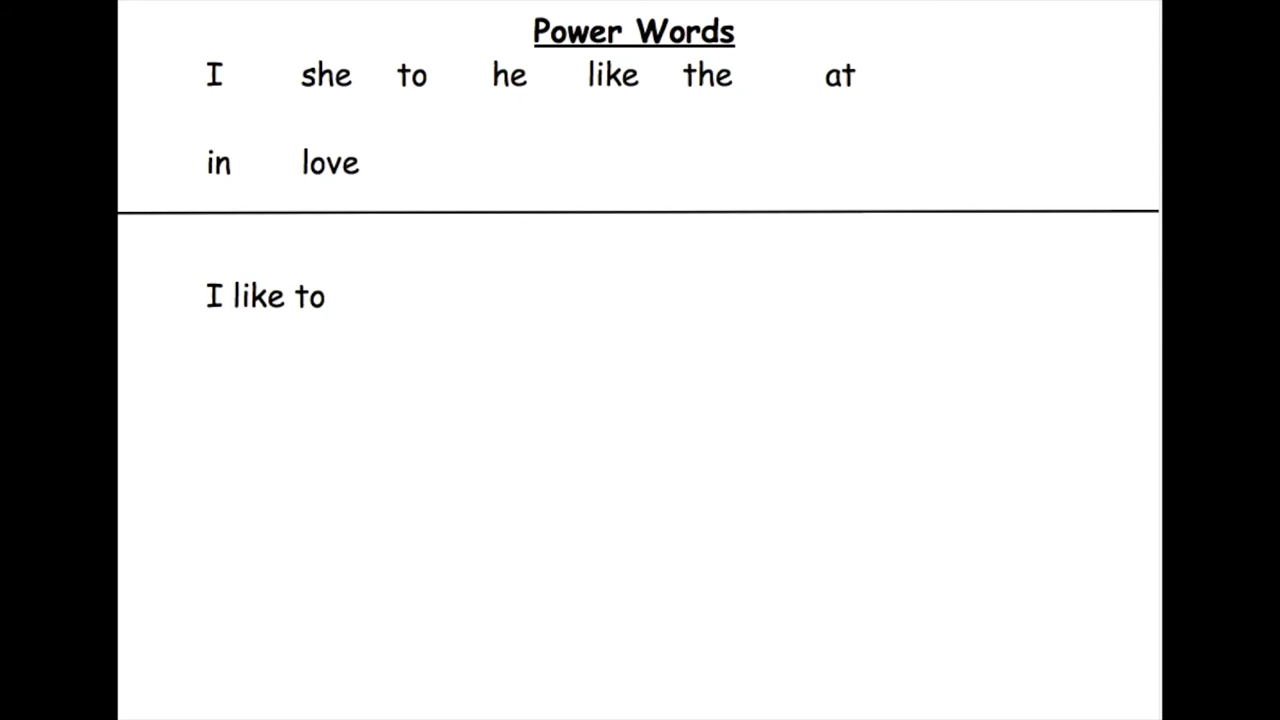 Power Words
I she to he like the at
in love
I like to